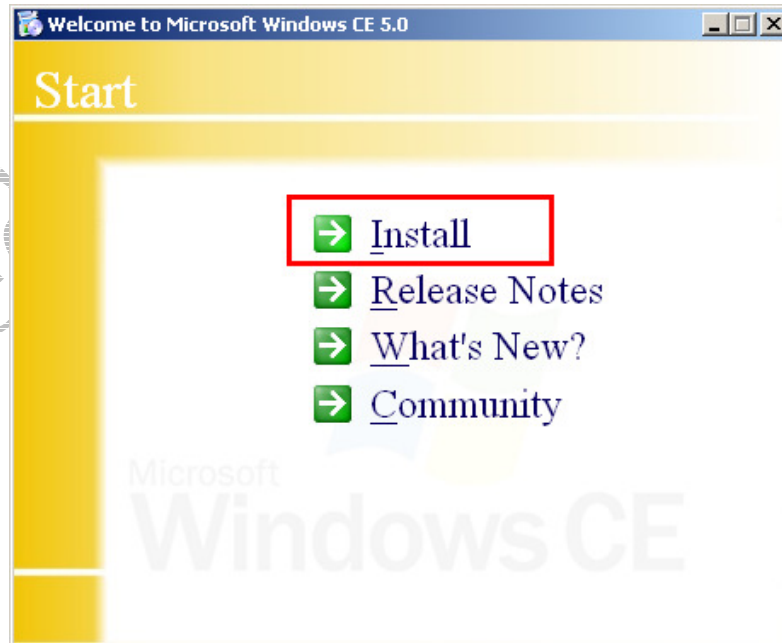 Welcome to Microsoft Windows CE 5.0
Start
Install
Release Notes
What's New?
Community
Microsoft
Windows CE